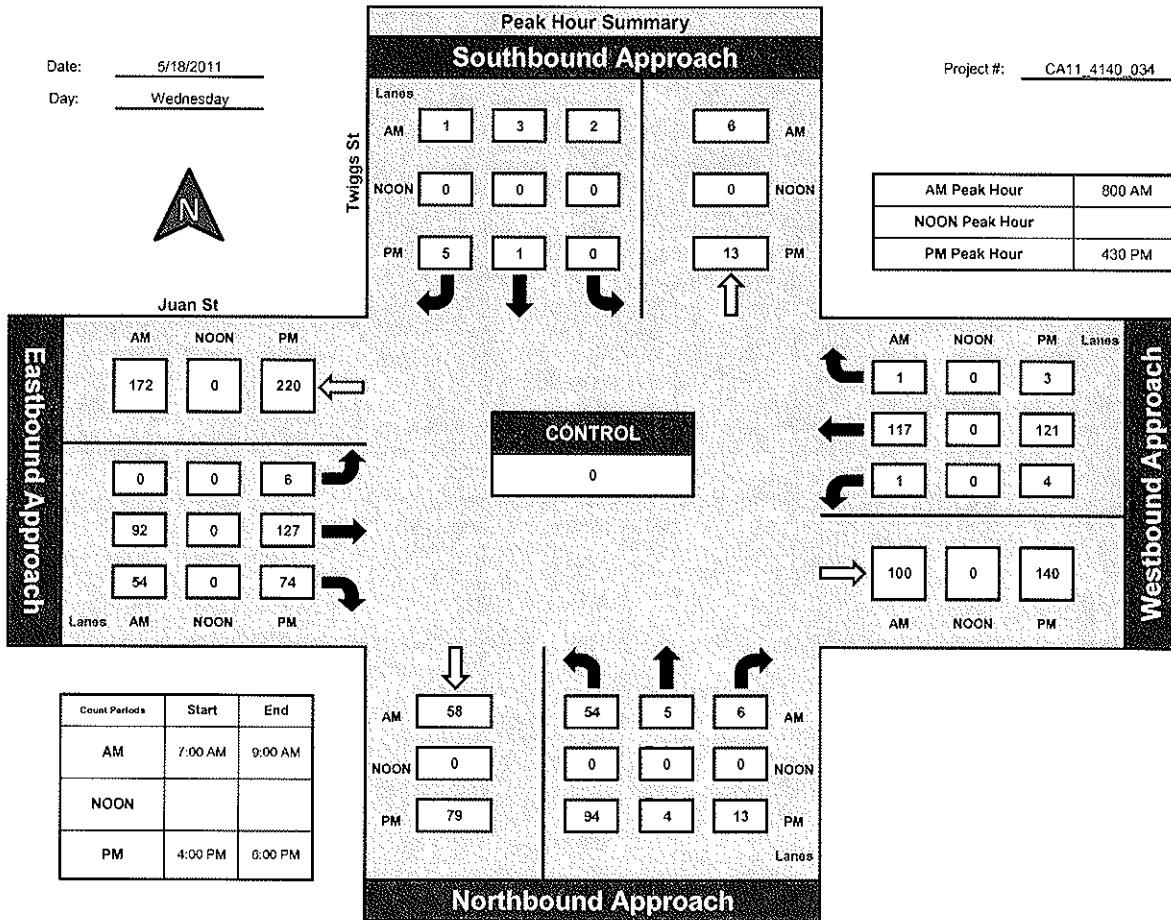 Peak Hour Summary
Southbound Approach
Date: 5/18/2011
Day: Wednesday
Project #: CA11_4140_034
N
Twiggs St
Lanes
AM 1 3 2 6 AM
NOON 0 0 0 0 NOON
PM 5 1 0 13 PM
AM Peak Hour 800 AM
NOON Peak Hour
PM Peak Hour 430 PM
Juan St
Eastbound Approach
AM NOON PM
172 0 220
0 0 6
92 0 127
54 0 74
Lanes AM NOON PM
CONTROL
0
AM NOON PM Lanes
1 0 3
117 0 121
1 0 4
100 0 140
AM NOON PM
Westbound Approach
Count Periods Start End
AM 7:00 AM 9:00 AM
NOON
PM 4:00 PM 6:00 PM
AM 58 54 5 6 AM
NOON 0 0 0 0 NOON
PM 79 94 4 13 PM
Lanes
Northbound Approach